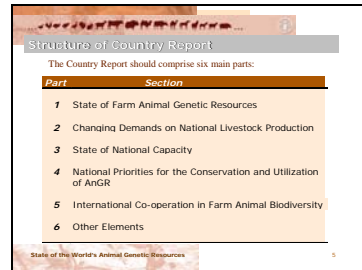 Structure of Country Report
The Country Report should comprise six main parts:
Part Section
1 State of Farm Animal Genetic Resources
2 Changing Demands on National Livestock Production
3 State of National Capacity
4 National Priorities for the Conservation and Utilization
of AnGR
5 International Co-operation in Farm Animal Biodiversity
6 Other Elements
State of the World's Animal Genetic Resources 5